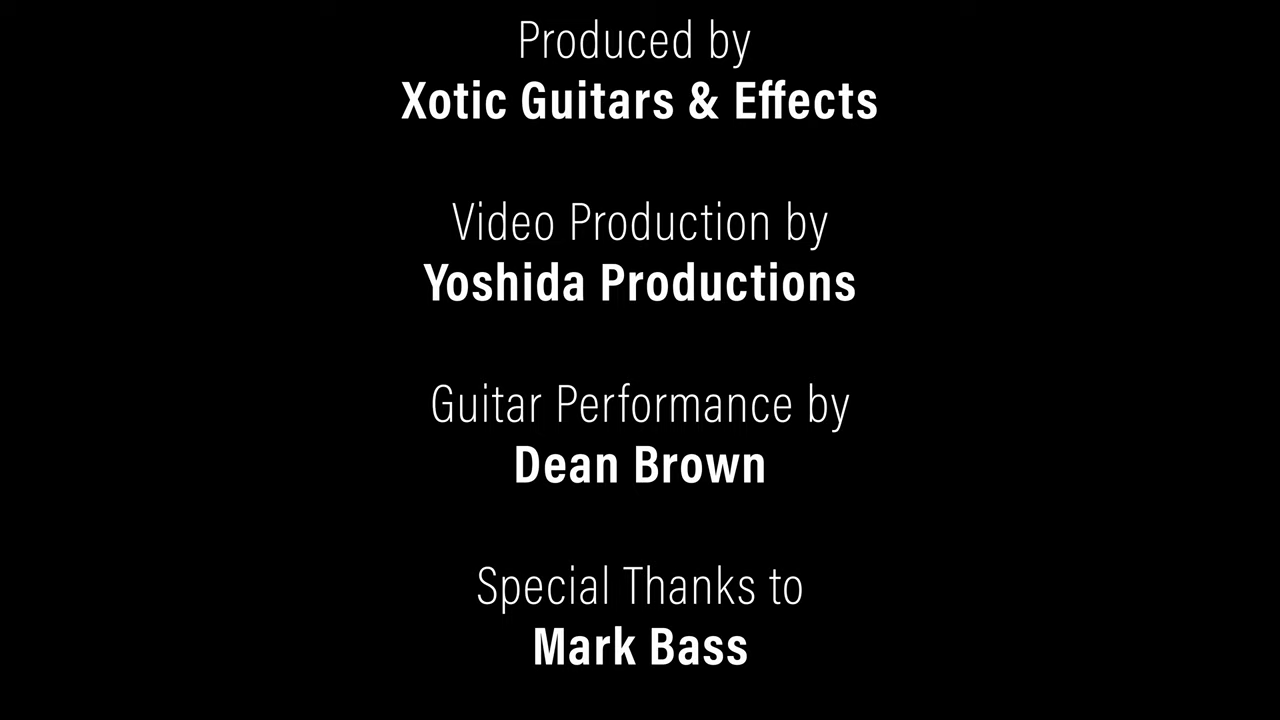 Produced by
Xotic Guitars & Effects
Video Production by
Yoshida Productions
Guitar Performance by
Dean Brown
Special Thanks to
Mark Bass